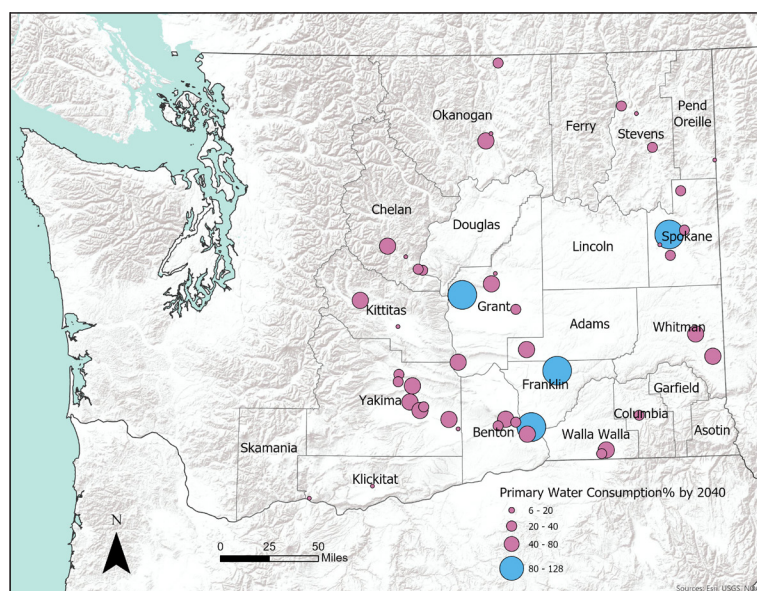 Okanogan
Ferry
Stevens
Pend
Oreille
Chelan
Douglas
Lincoln
Spokane
Kittitas
Grant
Adams
Whitman
Yakima
Franklin
Garfield
Columbia
Benton
Walla Walla
Asotin
Skamania
Klickitat
Primary Water Consumption% by 2040
6 - 20
20 - 40
40 - 80
80 - 128
N
0 25 50
Miles
Sources: Esri, USGS,